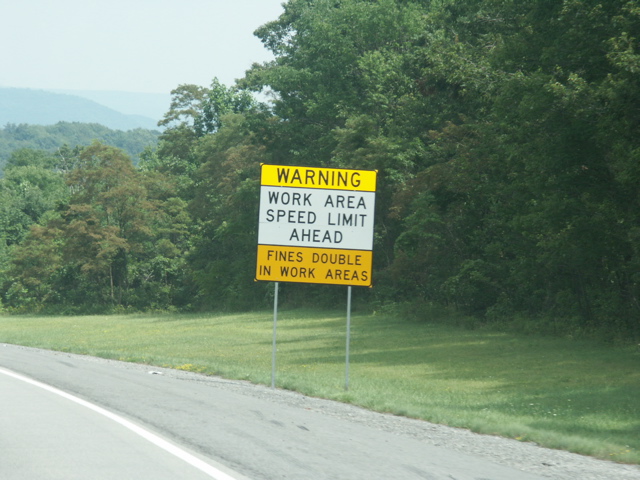 WARNING
WORK AREA
SPEED LIMIT
AHEAD
FINES DOUBLE
IN WORK AREAS